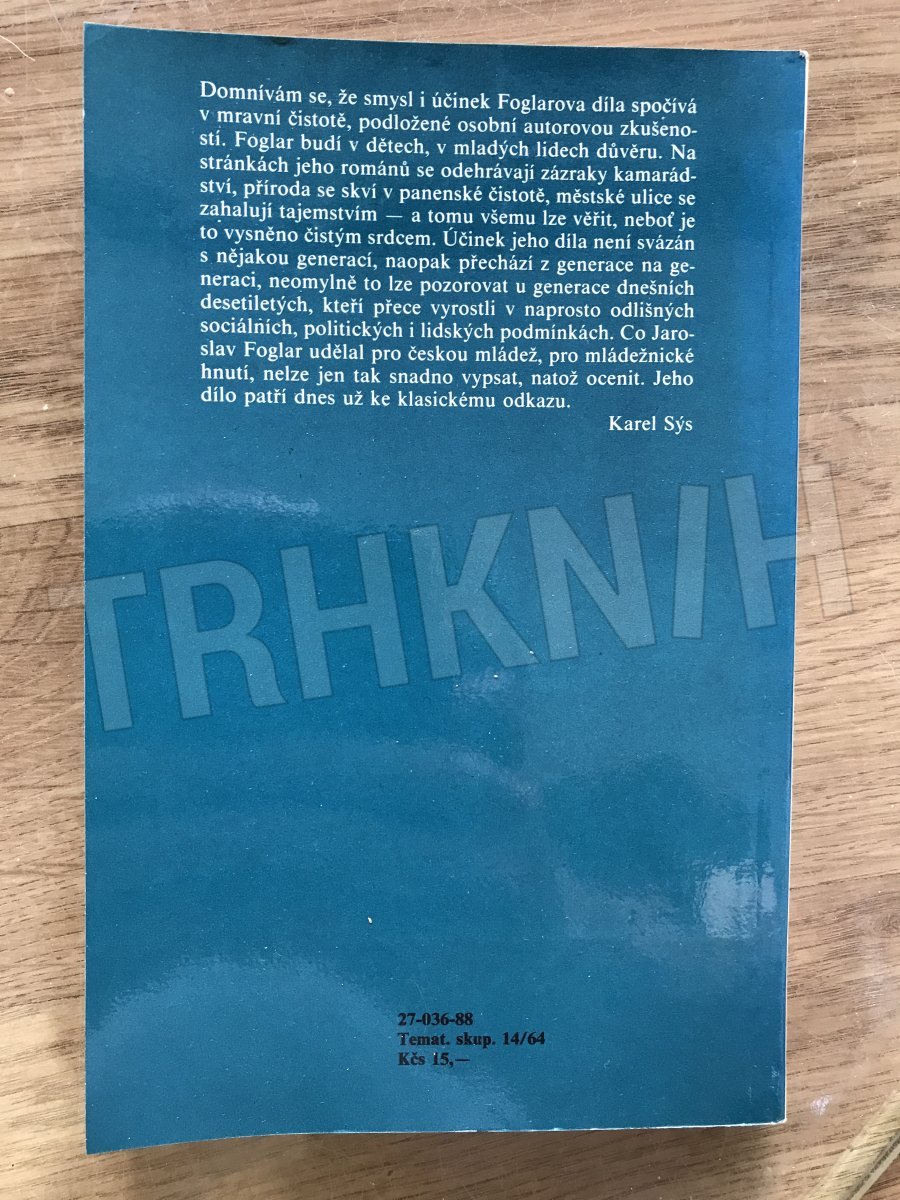 Domnívám se, že smysl i účinek Foglarova díla spočívá
v mravní čistotě, podložené osobní autorovou zkušeno-
stí. Foglar budí v dětech, v mladých lidech důvěru. Na
stránkách jeho románů se odehrávají zázraky kamarád-
ství, příroda se skví v panenské čistotě, městské ulice se
zahalují tajemstvím — a tomu všemu lze věřit, neboť je
to vysněno čistým srdcem. Účinek jeho díla není svázán
s nějakou generací, naopak přechází z generace na ge-
neraci, neomylně to lze pozorovat u generace dnešních
desetiletých, kteří přece vyrostli v naprosto odlišných
sociálních, politických i lidských podmínkách. Co Jaro-
slav Foglar udělal pro českou mládež, pro mládežnické
hnutí, nelze jen tak snadno vypsat, natož ocenit. Jeho
dílo patří dnes už ke klasickému odkazu.
Karel Sýs
TRHKNIH
27-036-88
Temat. skup. 14/64
Kčs 15,—